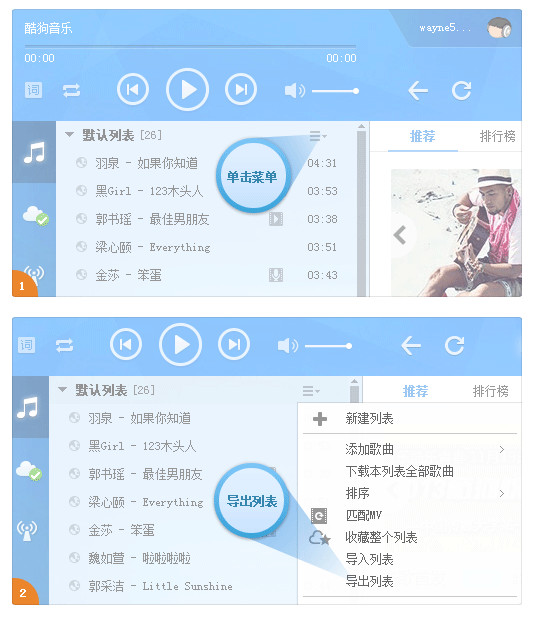 酷狗音乐
wayne5...
00:00 00:00
词
默认列表 [26]
推荐 排行榜
羽泉 - 如果你知道 04:31
单击菜单
黑Girl - 123木头人 03:53
郭书瑶 - 最佳男朋友 03:38
梁心颐 - Everything 03:51
金莎 - 笨蛋 03:43
1
词
默认列表 [26]
推荐 排行榜
羽泉 - 如果你知道
新建列表
黑Girl - 123木头人
添加歌曲
郭书瑶 - 最佳男朋友
下载本列表全部歌曲
排序
梁心颐 - Everything
导出列表
匹配MV
金莎 - 笨蛋
收藏整个列表
魏如萱 - 啦啦啦啦
导入列表
郭采洁 - Little Sunshine
导出列表
2